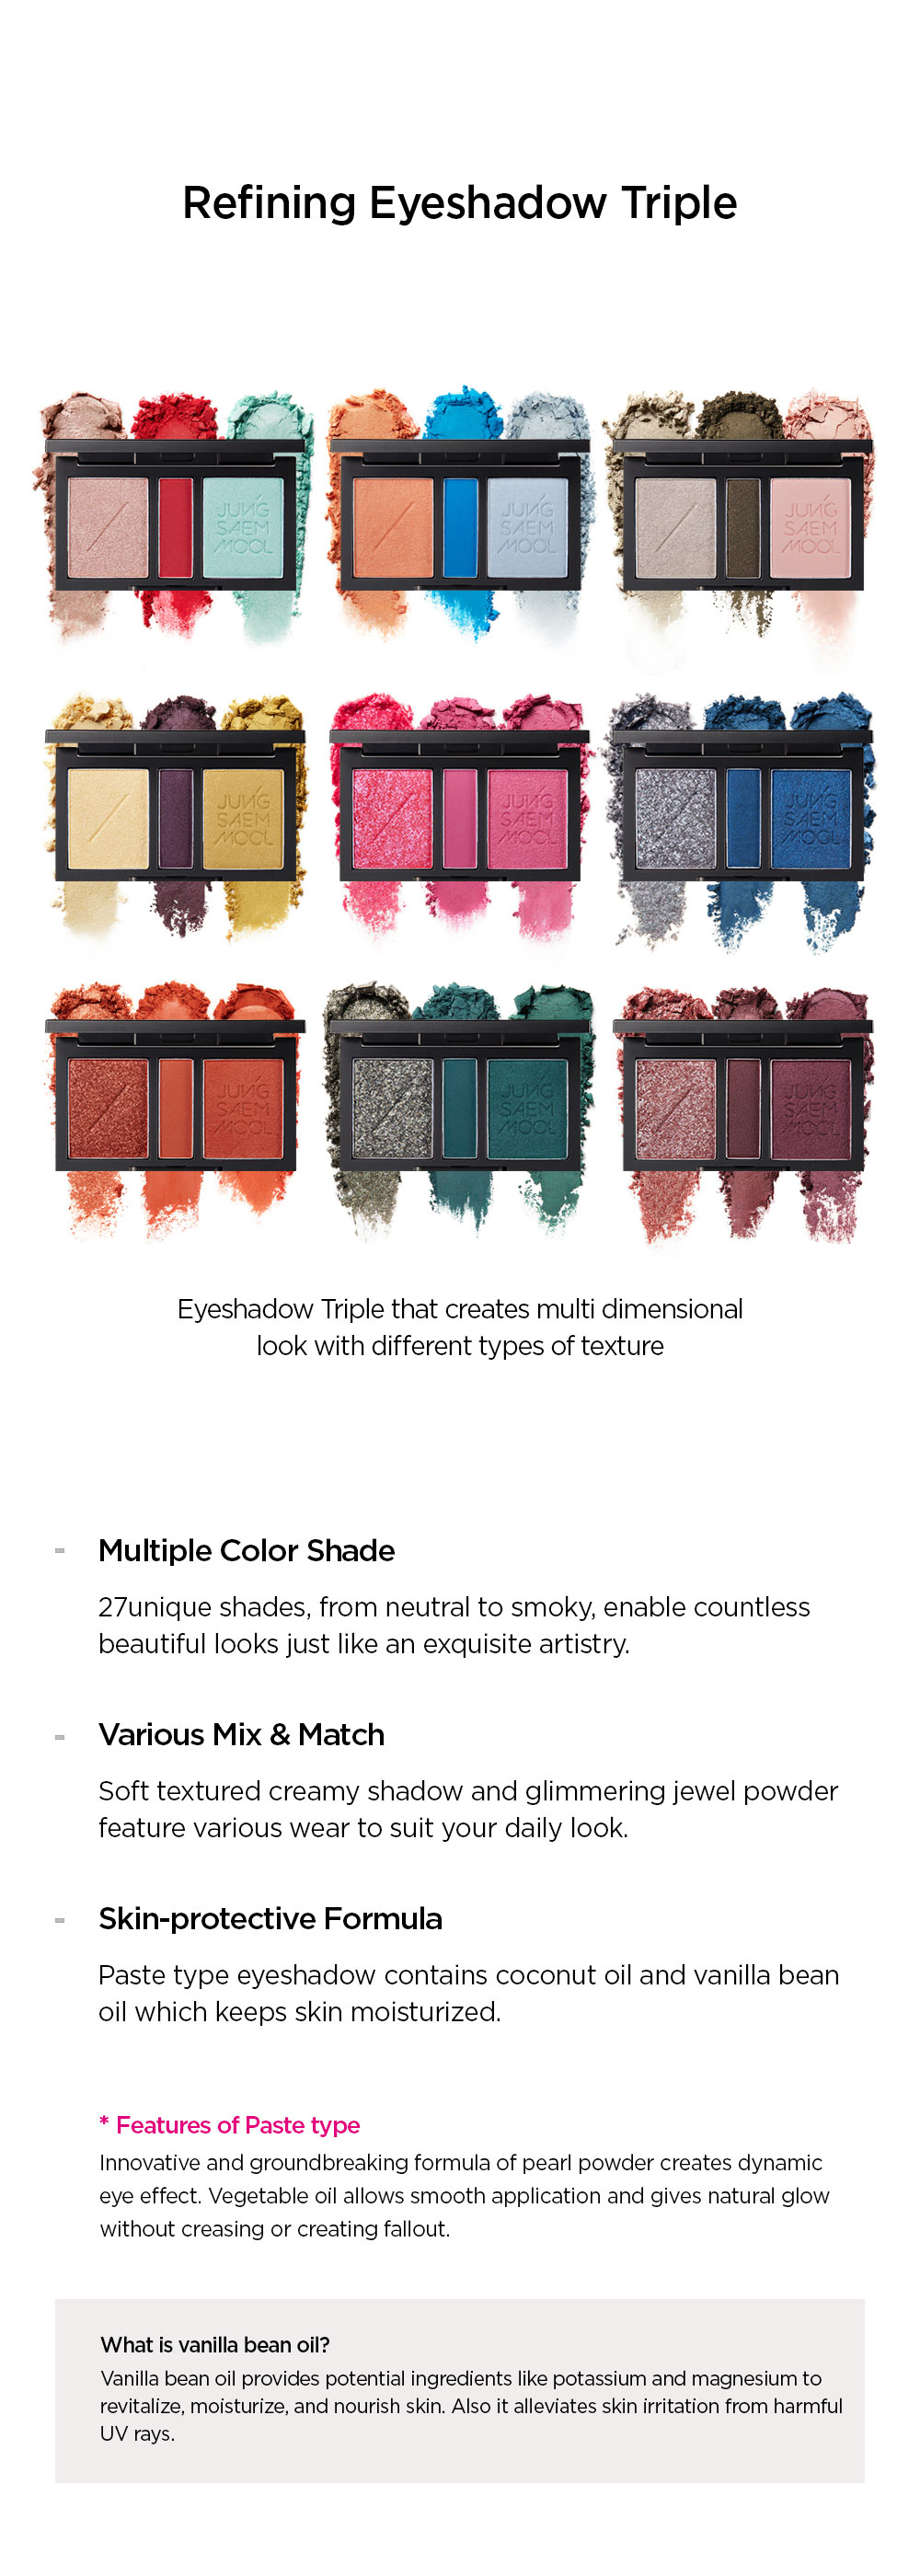 Refining Eyeshadow Triple
JUNG
SAEM
MOOL
JUNG
SAEM
MOOL
JUNG
SAEM
MOOL
JUNG
SAEM
MOOL
JUNG
SAEM
MOOL
JUNG
SAEM
MOOL
JUNG
SAEM
MOOL
JUNG
SAEM
MOOL
JUNG
SAEM
MOOL
Eyeshadow Triple that creates multi dimensional
look with different types of texture
- Multiple Color Shade
27unique shades, from neutral to smoky, enable countless
beautiful looks just like an exquisite artistry.
- Various Mix & Match
Soft textured creamy shadow and glimmering jewel powder
feature various wear to suit your daily look.
- Skin-protective Formula
Paste type eyeshadow contains coconut oil and vanilla bean
oil which keeps skin moisturized.
* Features of Paste type
Innovative and groundbreaking formula of pearl powder creates dynamic
eye effect. Vegetable oil allows smooth application and gives natural glow
without creasing or creating fallout.
What is vanilla bean oil?
Vanilla bean oil provides potential ingredients like potassium and magnesium to
revitalize, moisturize, and nourish skin. Also it alleviates skin irritation from harmful
UV rays.